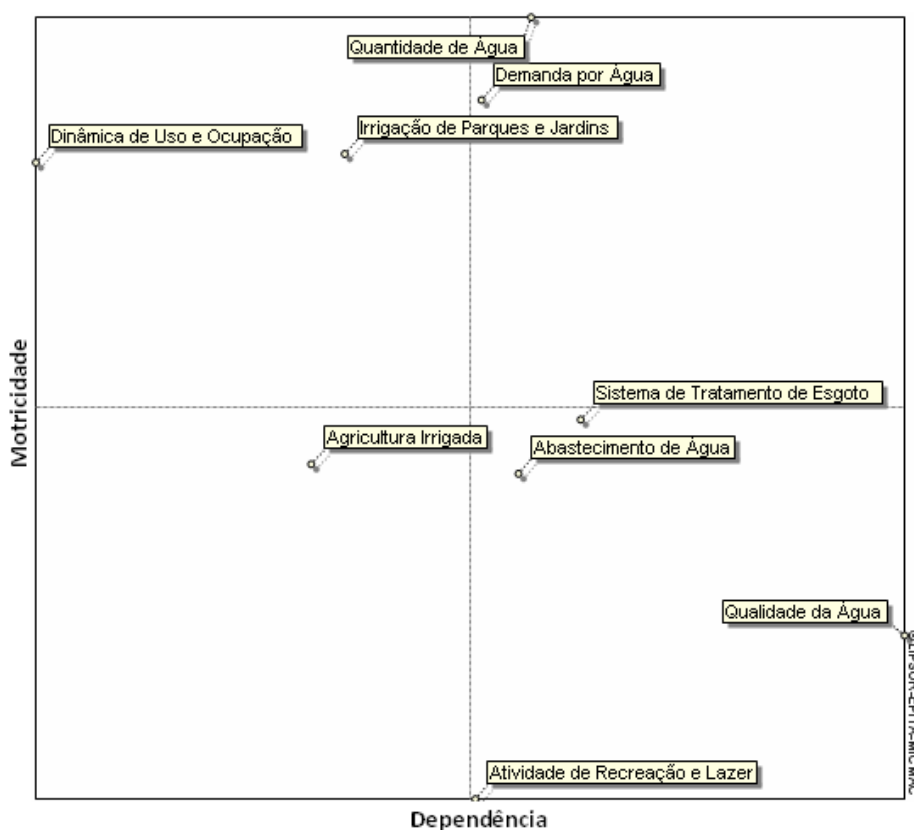 Quantidade de Água
Demanda por Água
Irrigação de Parques e Jardins
Dinâmica de Uso e Ocupação
Motricidade
Sistema de Tratamento de Esgoto
Agricultura Irrigada
Abastecimento de Água
Qualidade da Água
Atividade de Recreação e Lazer
Dependência